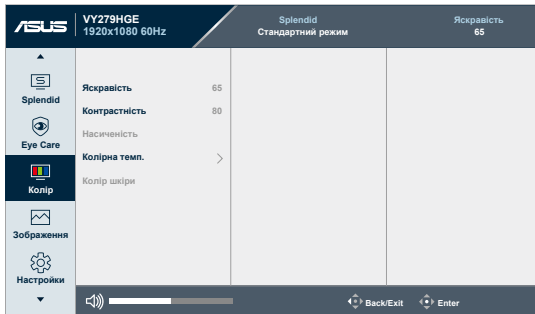 ASUS
VY279HGE
1920x1080 60Hz
Splendid
Стандартний режим
Яскравість
65
Splendid
Eye Care
Колір
Зображення
Настройки
Яскравість 65
Контрастність 80
Насиченість
Колірна темп.
Колір шкіри
Back/Exit Enter